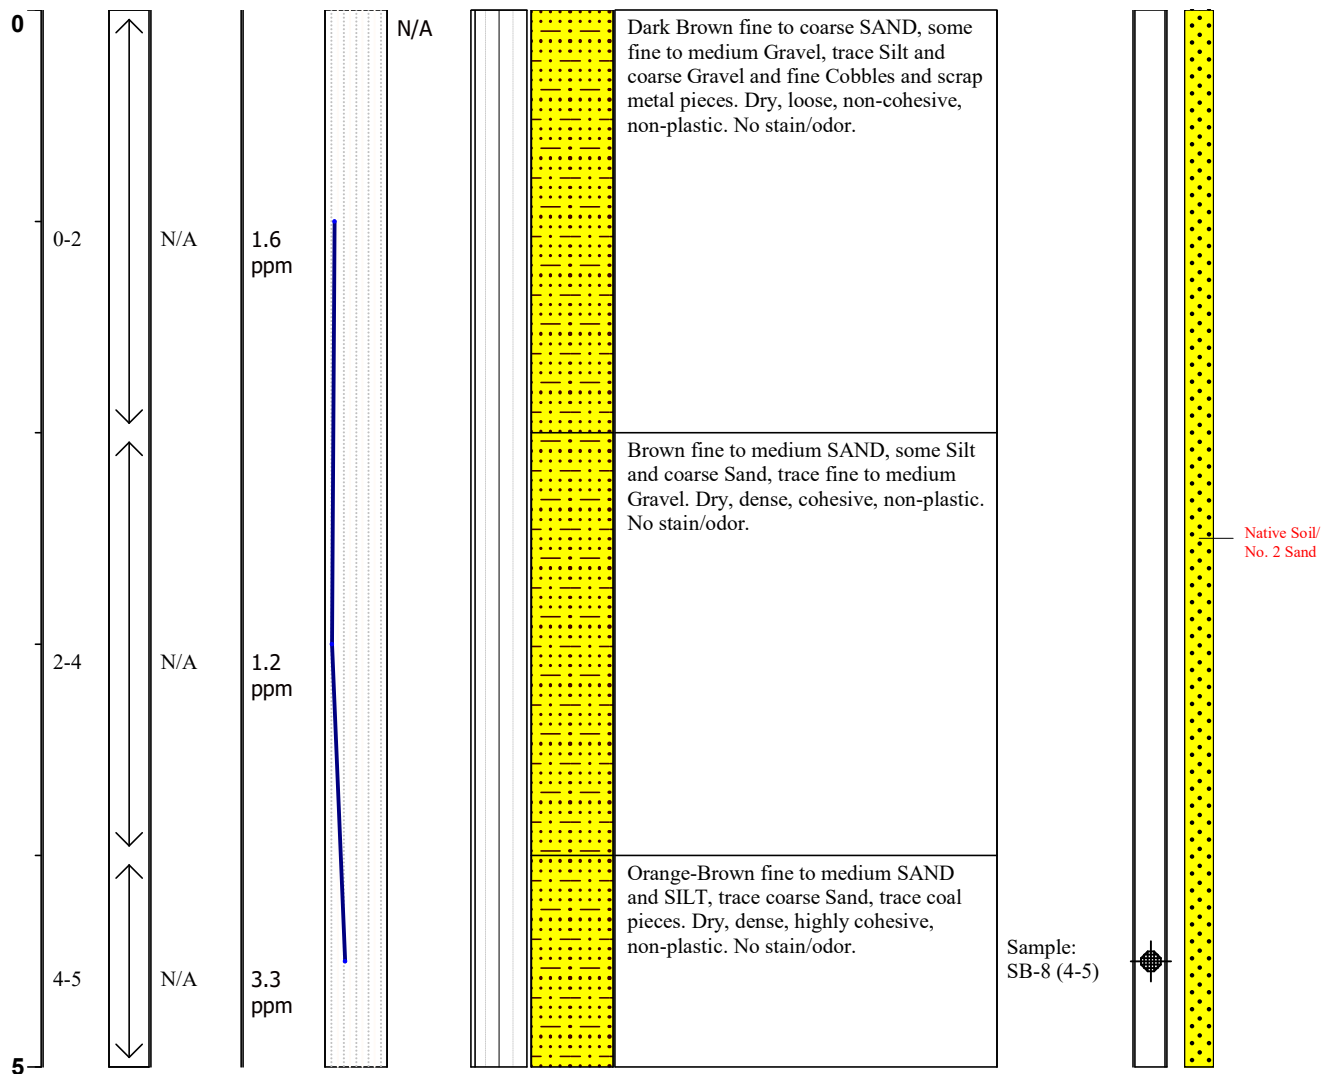 0
N/A
Dark Brown fine to coarse SAND, some
fine to medium Gravel, trace Silt and
coarse Gravel and fine Cobbles and scrap
metal pieces. Dry, loose, non-cohesive,
non-plastic. No stain/odor.
0-2
N/A
1.6
ppm
Brown fine to medium SAND, some Silt
and coarse Sand, trace fine to medium
Gravel. Dry, dense, cohesive, non-plastic.
No stain/odor.
Native Soil/
No. 2 Sand
2-4
N/A
1.2
ppm
Orange-Brown fine to medium SAND
and SILT, trace coarse Sand, trace coal
pieces. Dry, dense, highly cohesive,
non-plastic. No stain/odor.
Sample:
SB-8 (4-5)
4-5
N/A
3.3
ppm
5